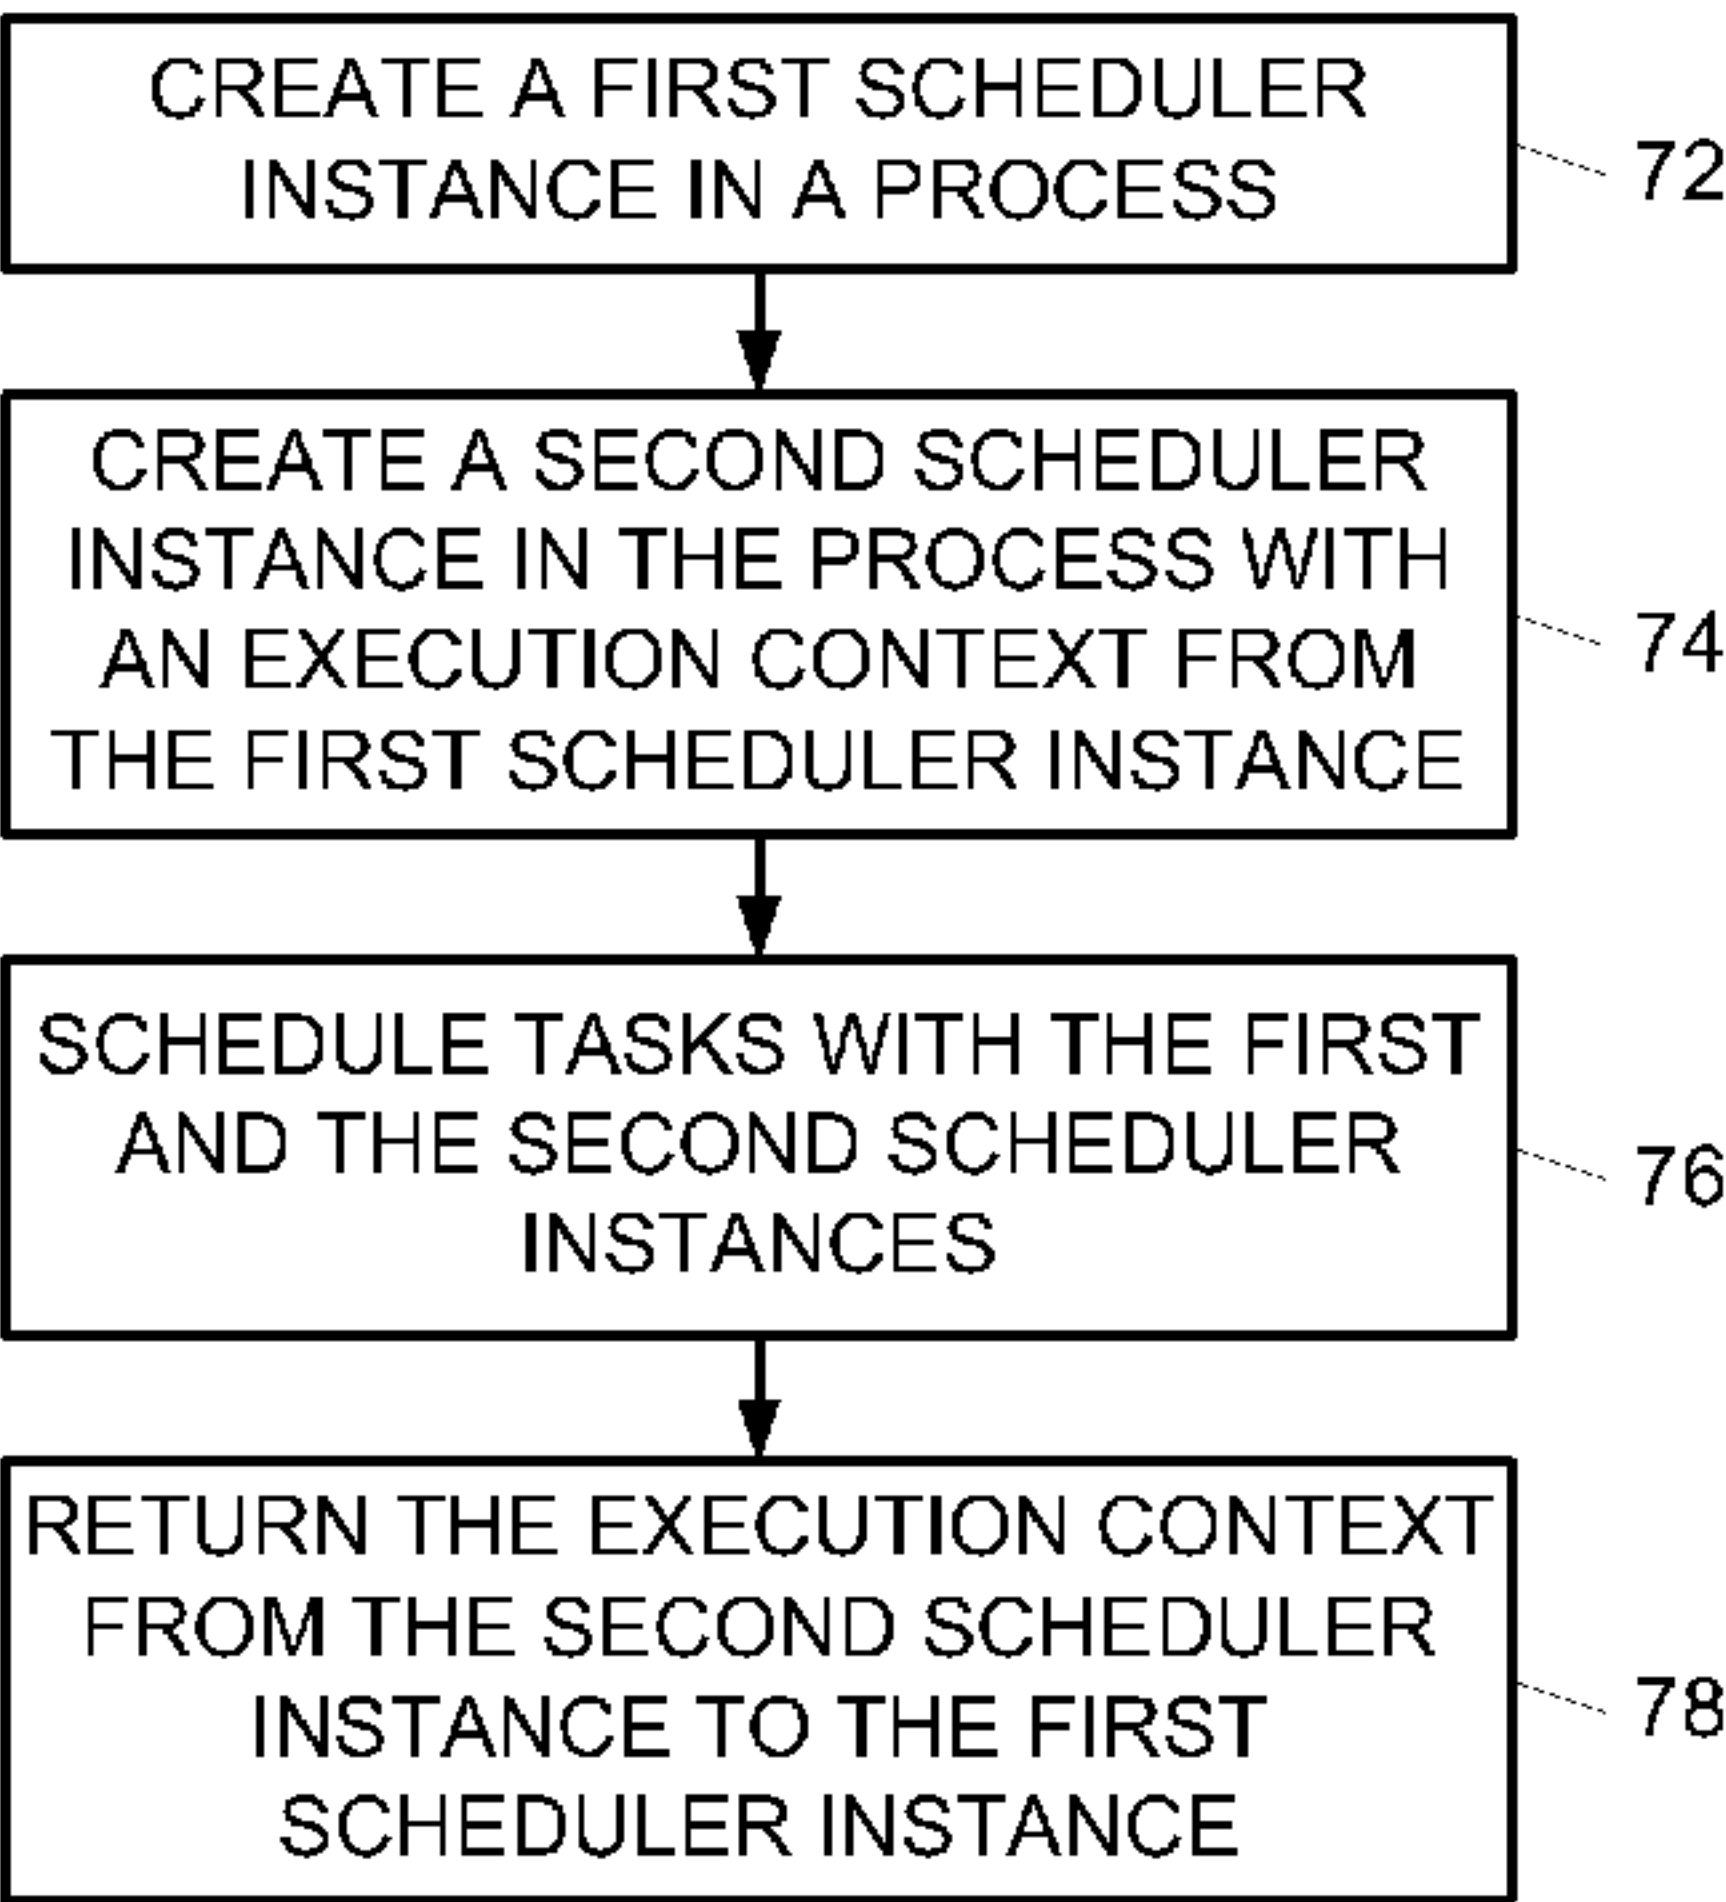 CREATE A FIRST SCHEDULER
INSTANCE IN A PROCESS
72
CREATE A SECOND SCHEDULER
INSTANCE IN THE PROCESS WITH
AN EXECUTION CONTEXT FROM
THE FIRST SCHEDULER INSTANCE
74
SCHEDULE TASKS WITH THE FIRST
AND THE SECOND SCHEDULER
INSTANCES
76
RETURN THE EXECUTION CONTEXT
FROM THE SECOND SCHEDULER
INSTANCE TO THE FIRST
SCHEDULER INSTANCE
78